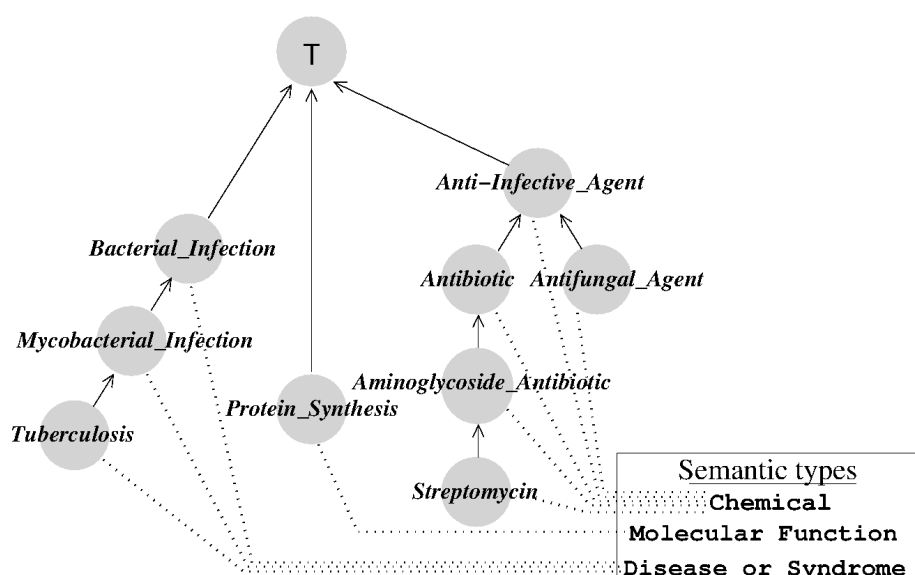 T
Anti-Infective_Agent
Bacterial_Infection
Antibiotic
Antifungal_Agent
Mycobacterial_Infection
Aminoglycoside_Antibiotic
Protein_Synthesis
Tuberculosis
Streptomycin
Semantic types
Chemical
Molecular Function
Disease or Syndrome